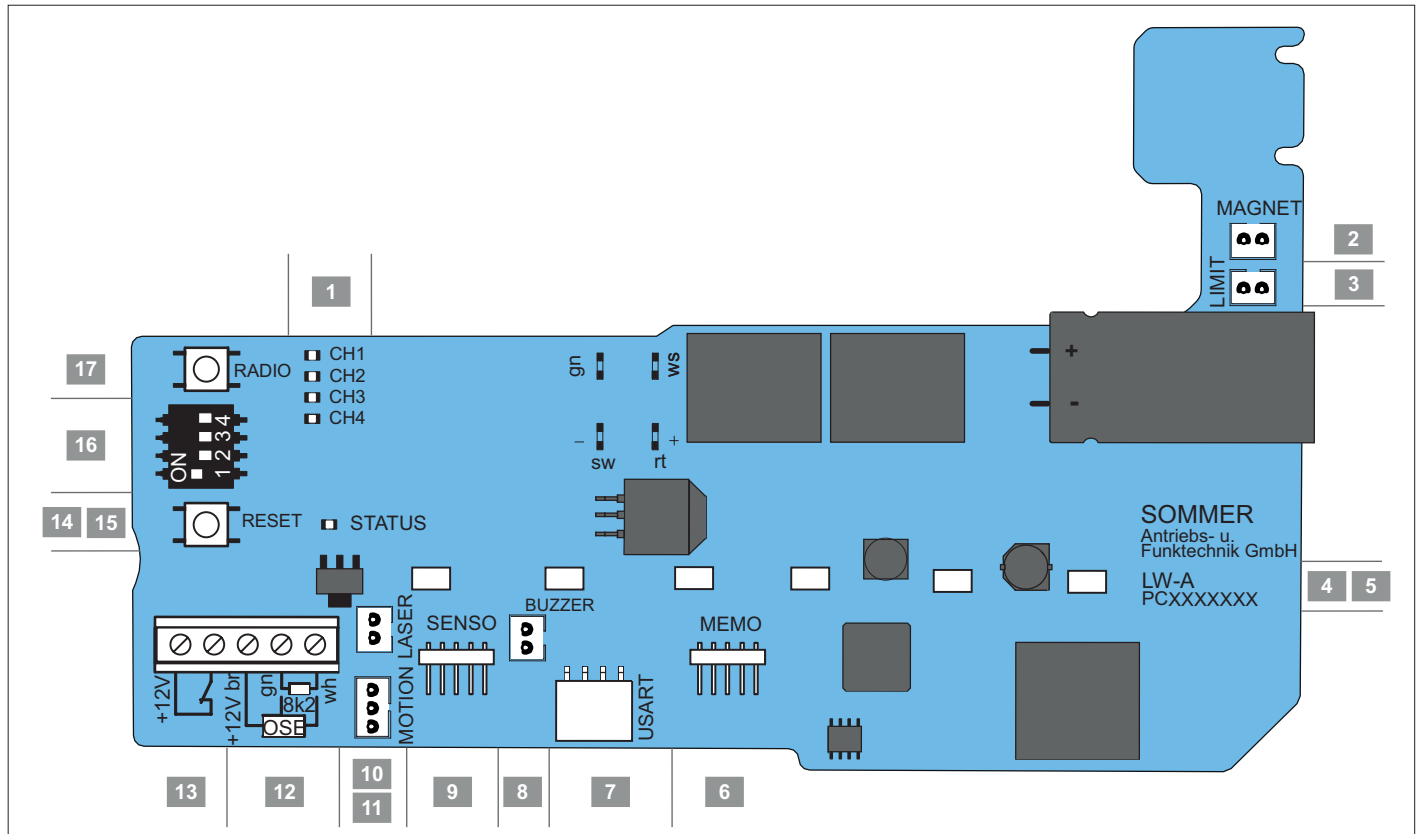 MAGNET
2
LIMIT
3
1
17
RADIO
CH1
CH2
CH3
CH4
gn
ws
+
-
16
ON
1 2 3 4
– sw
rt +
14 15
RESET
STATUS
SOMMER
Antriebs- u.
Funktechnik GmbH
LW-A
PCXXXXXXX
4 5
LASER
SENSO
BUZZER
MEMO
+12V
+12V br
gn
8k2
wh
OSE
MOTION
USART
13
12
10
11
9
8
7
6